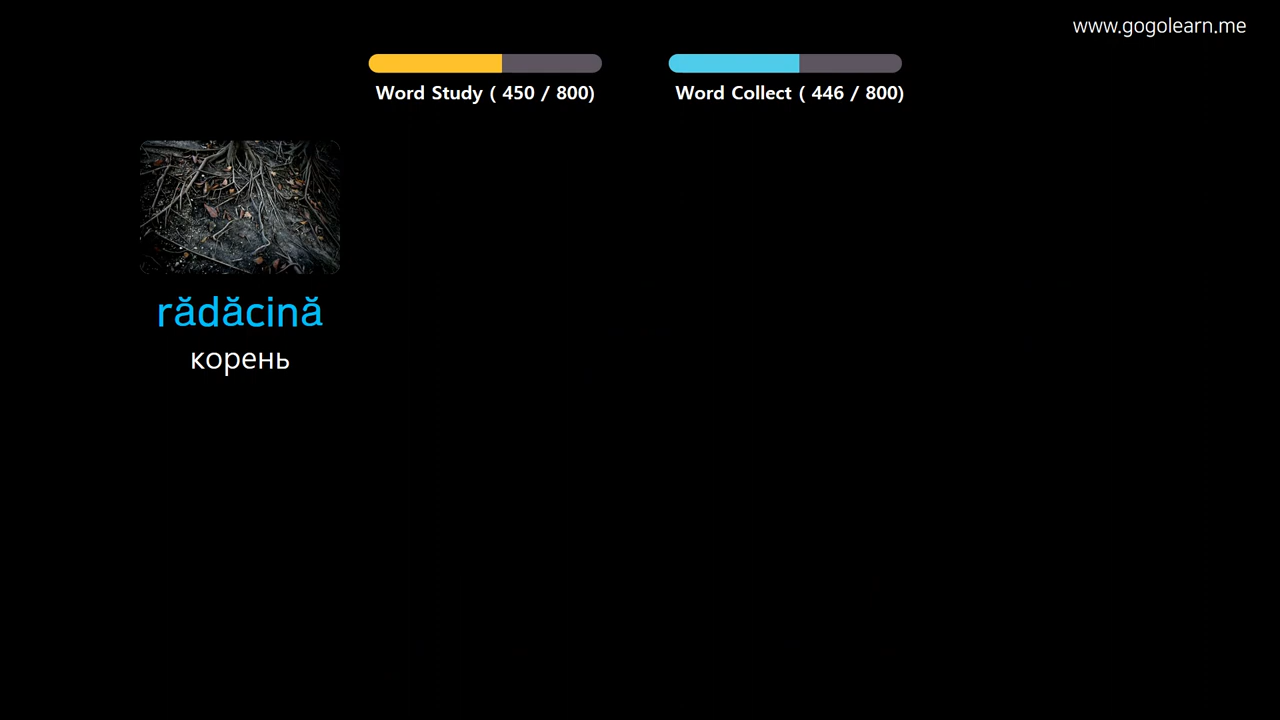 www.gogolearn.me
Word Study ( 450 / 800)
Word Collect ( 446 / 800)
rădăcină
корень